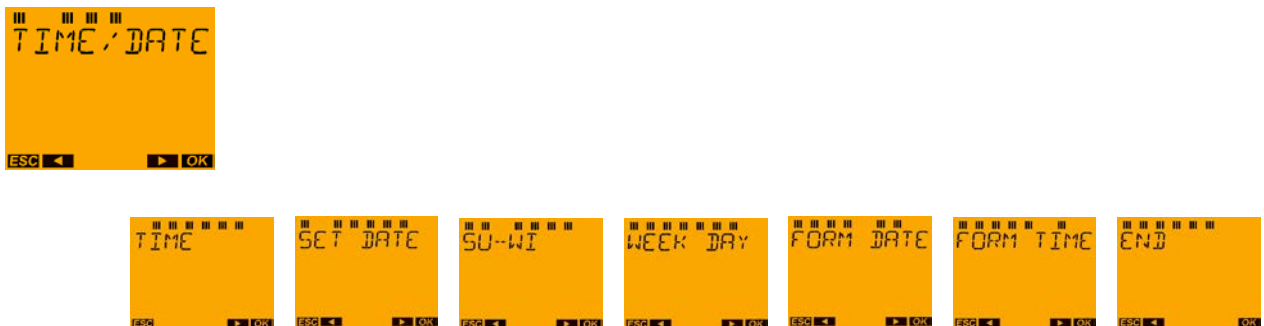 TIME/DATE
ESC ◄ ► OK
TIME
ESC ► OK
SET DATE
ESC ◄ ► OK
SU-WI
ESC ◄ ► OK
WEEK DAY
ESC ◄ ► OK
FORM DATE
ESC ◄ ► OK
FORM TIME
ESC ◄ ► OK
END
ESC ◄ OK